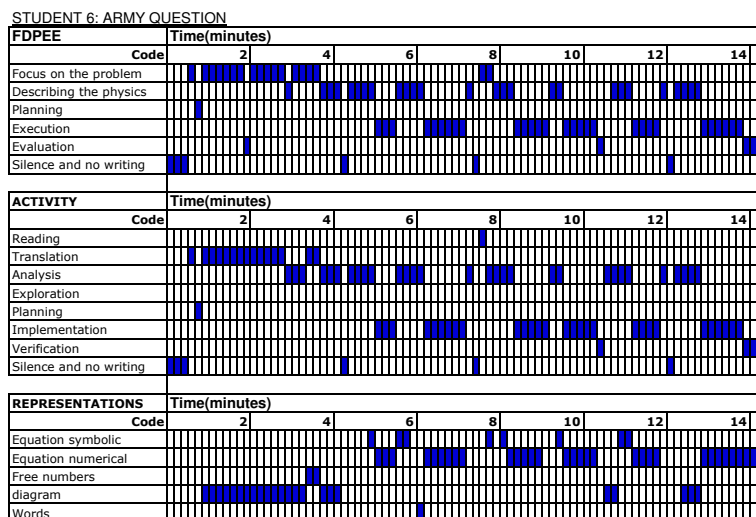 STUDENT 6: ARMY QUESTION
FDPEE Time(minutes)
Code 2 4 6 8 10 12 14
Focus on the problem
Describing the physics
Planning
Execution
Evaluation
Silence and no writing
ACTIVITY Time(minutes)
Code 2 4 6 8 10 12 14
Reading
Translation
Analysis
Exploration
Planning
Implementation
Verification
Silence and no writing
REPRESENTATIONS Time(minutes)
Code 2 4 6 8 10 12 14
Equation symbolic
Equation numerical
Free numbers
diagram
Words